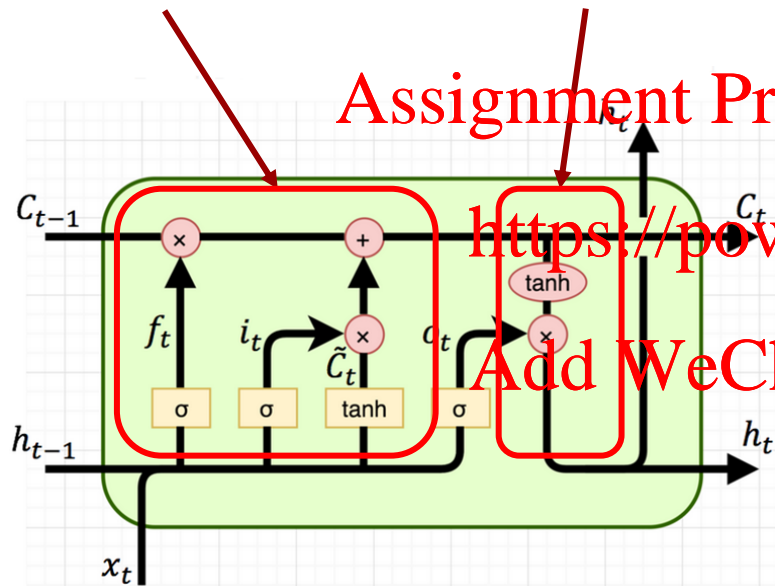 Assignment Pr
h_t
C_{t-1}
C_t
https://pow
×
+
tanh
f_t
i_t
o_t
×
×
C̃_t
Add WeCh
σ
σ
tanh
σ
h_{t-1}
h_t
x_t